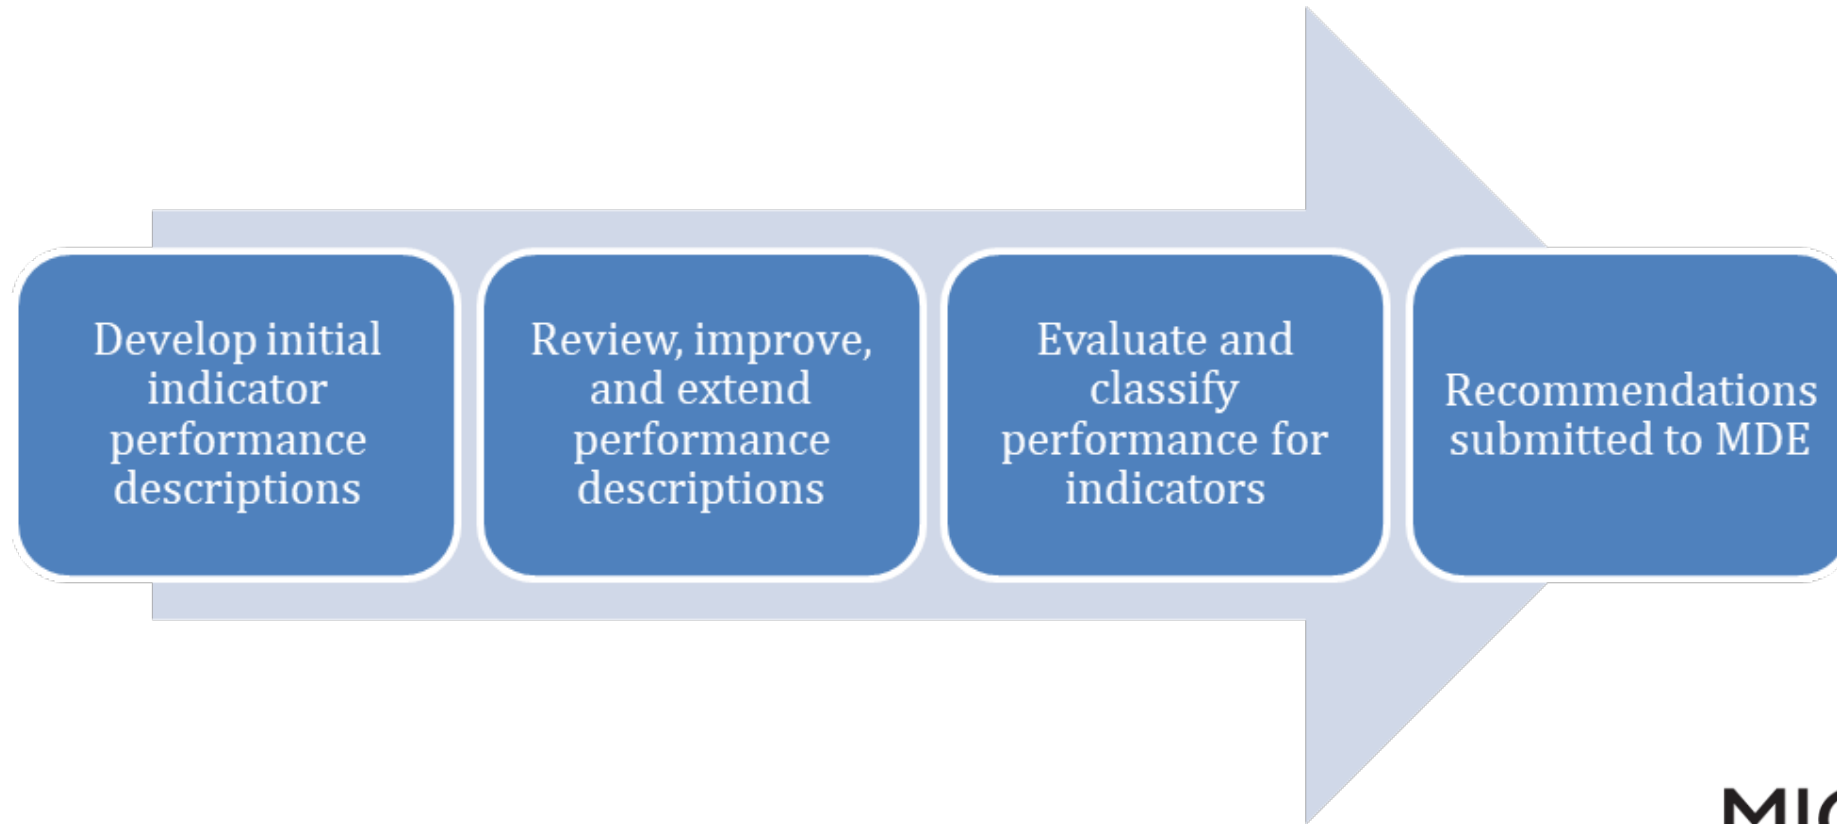 Develop initial
indicator
performance
descriptions
Review, improve,
and extend
performance
descriptions
Evaluate and
classify
performance for
indicators
Recommendations
submitted to MDE